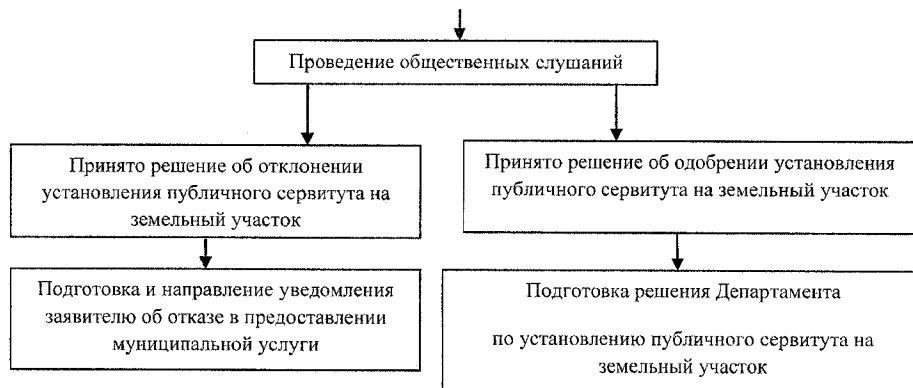 Проведение общественных слушаний
Принято решение об отклонении
установления публичного сервитута на
земельный участок
Принято решение об одобрении установления
публичного сервитута на земельный участок
Подготовка и направление уведомления
заявителю об отказе в предоставлении
муниципальной услуги
Подготовка решения Департамента
по установлению публичного сервитута на
земельный участок